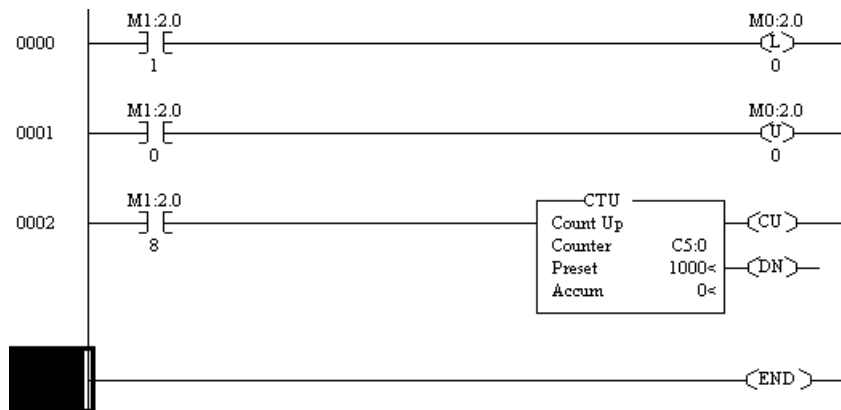 M1:2.0 M0:2.0
0000 L
1 0
M1:2.0 M0:2.0
0001 U
0 0
M1:2.0 CTU
0002 Count Up CU
8 Counter C5:0
Preset 1000< DN
Accum 0<
END